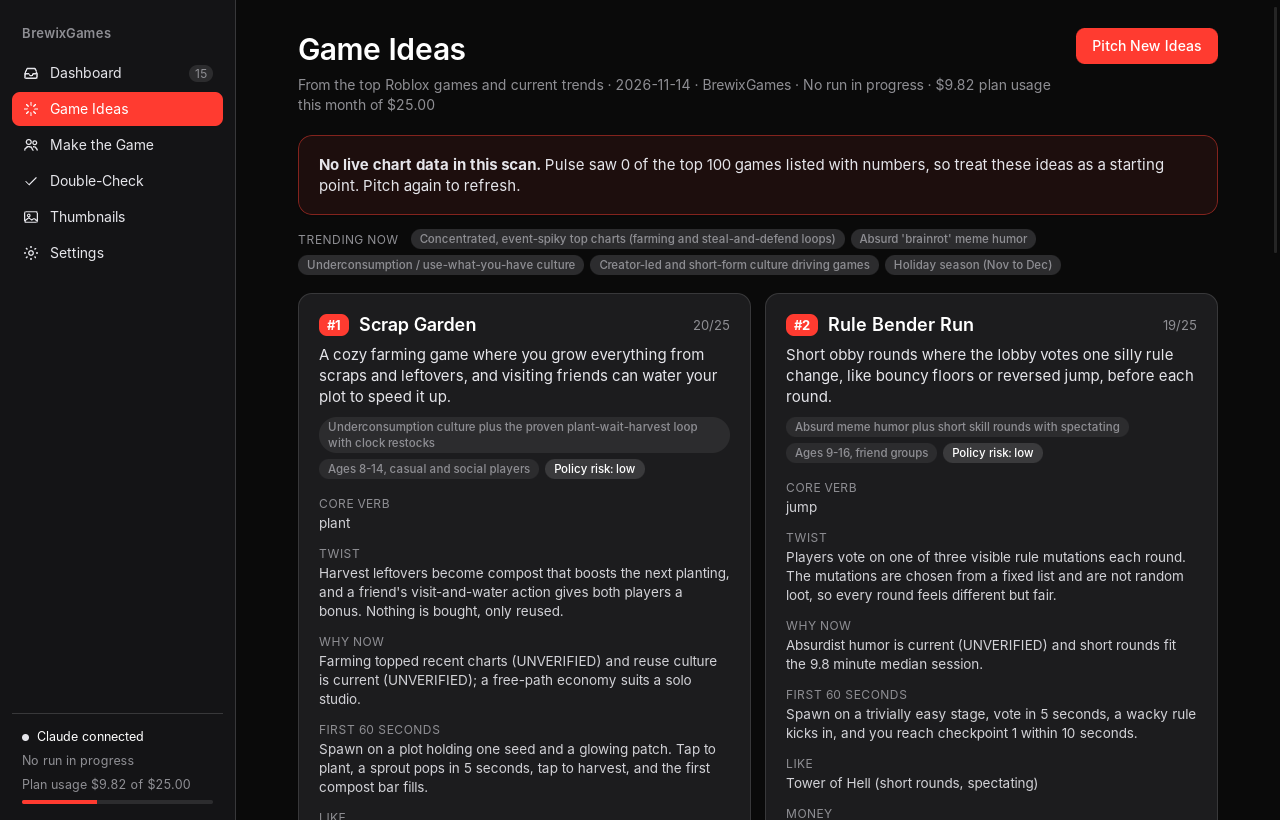 BrewixGames
Dashboard
15
Game Ideas
Make the Game
Double-Check
Thumbnails
Settings
Claude connected
No run in progress
Plan usage $9.82 of $25.00
Game Ideas
Pitch New Ideas
From the top Roblox games and current trends · 2026-11-14 · BrewixGames · No run in progress · $9.82 plan usage
this month of $25.00
No live chart data in this scan. Pulse saw 0 of the top 100 games listed with numbers, so treat these ideas as a starting
point. Pitch again to refresh.
TRENDING NOW
Concentrated, event-spiky top charts (farming and steal-and-defend loops)
Absurd 'brainrot' meme humor
Underconsumption / use-what-you-have culture
Creator-led and short-form culture driving games
Holiday season (Nov to Dec)
#1
Scrap Garden
20/25
A cozy farming game where you grow everything from
scraps and leftovers, and visiting friends can water your
plot to speed it up.
Underconsumption culture plus the proven plant-wait-harvest loop
with clock restocks
Ages 8-14, casual and social players
Policy risk: low
CORE VERB
plant
TWIST
Harvest leftovers become compost that boosts the next planting,
and a friend's visit-and-water action gives both players a
bonus. Nothing is bought, only reused.
WHY NOW
Farming topped recent charts (UNVERIFIED) and reuse culture
is current (UNVERIFIED); a free-path economy suits a solo
studio.
FIRST 60 SECONDS
Spawn on a plot holding one seed and a glowing patch. Tap to
plant, a sprout pops in 5 seconds, tap to harvest, and the first
compost bar fills.
LIKE
#2
Rule Bender Run
19/25
Short obby rounds where the lobby votes one silly rule
change, like bouncy floors or reversed jump, before each
round.
Absurd meme humor plus short skill rounds with spectating
Ages 9-16, friend groups
Policy risk: low
CORE VERB
jump
TWIST
Players vote on one of three visible rule mutations each round.
The mutations are chosen from a fixed list and are not random
loot, so every round feels different but fair.
WHY NOW
Absurdist humor is current (UNVERIFIED) and short rounds fit
the 9.8 minute median session.
FIRST 60 SECONDS
Spawn on a trivially easy stage, vote in 5 seconds, a wacky rule
kicks in, and you reach checkpoint 1 within 10 seconds.
LIKE
Tower of Hell (short rounds, spectating)
MONEY